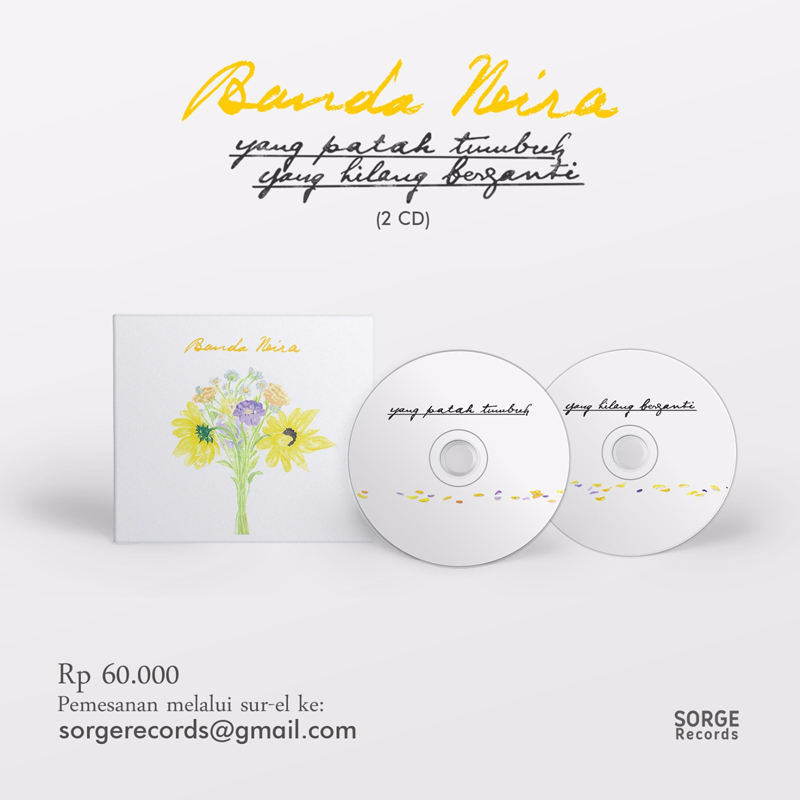 Banda Neira
yang patah tumbuh
yang hilang berganti
(2 CD)
Banda Neira
yang patah tumbuh
yang hilang berganti
Rp 60.000
Pemesanan melalui sur-el ke:
sorgerecords@gmail.com
SORGE
Records